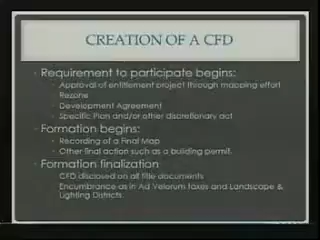 CREATION OF A CFD
• Requirement to participate begins:
• Approval of entitlement project through mapping effort
• Rezone
• Development Agreement
• Specific Plan and/or other discretionary act
• Formation begins:
• Recording of a Final Map
• Other final action such as a building permit.
• Formation finalization
CFD disclosed on all title documents
Encumbrance as in Ad Velorum taxes and Landscape &
Lighting Districts.